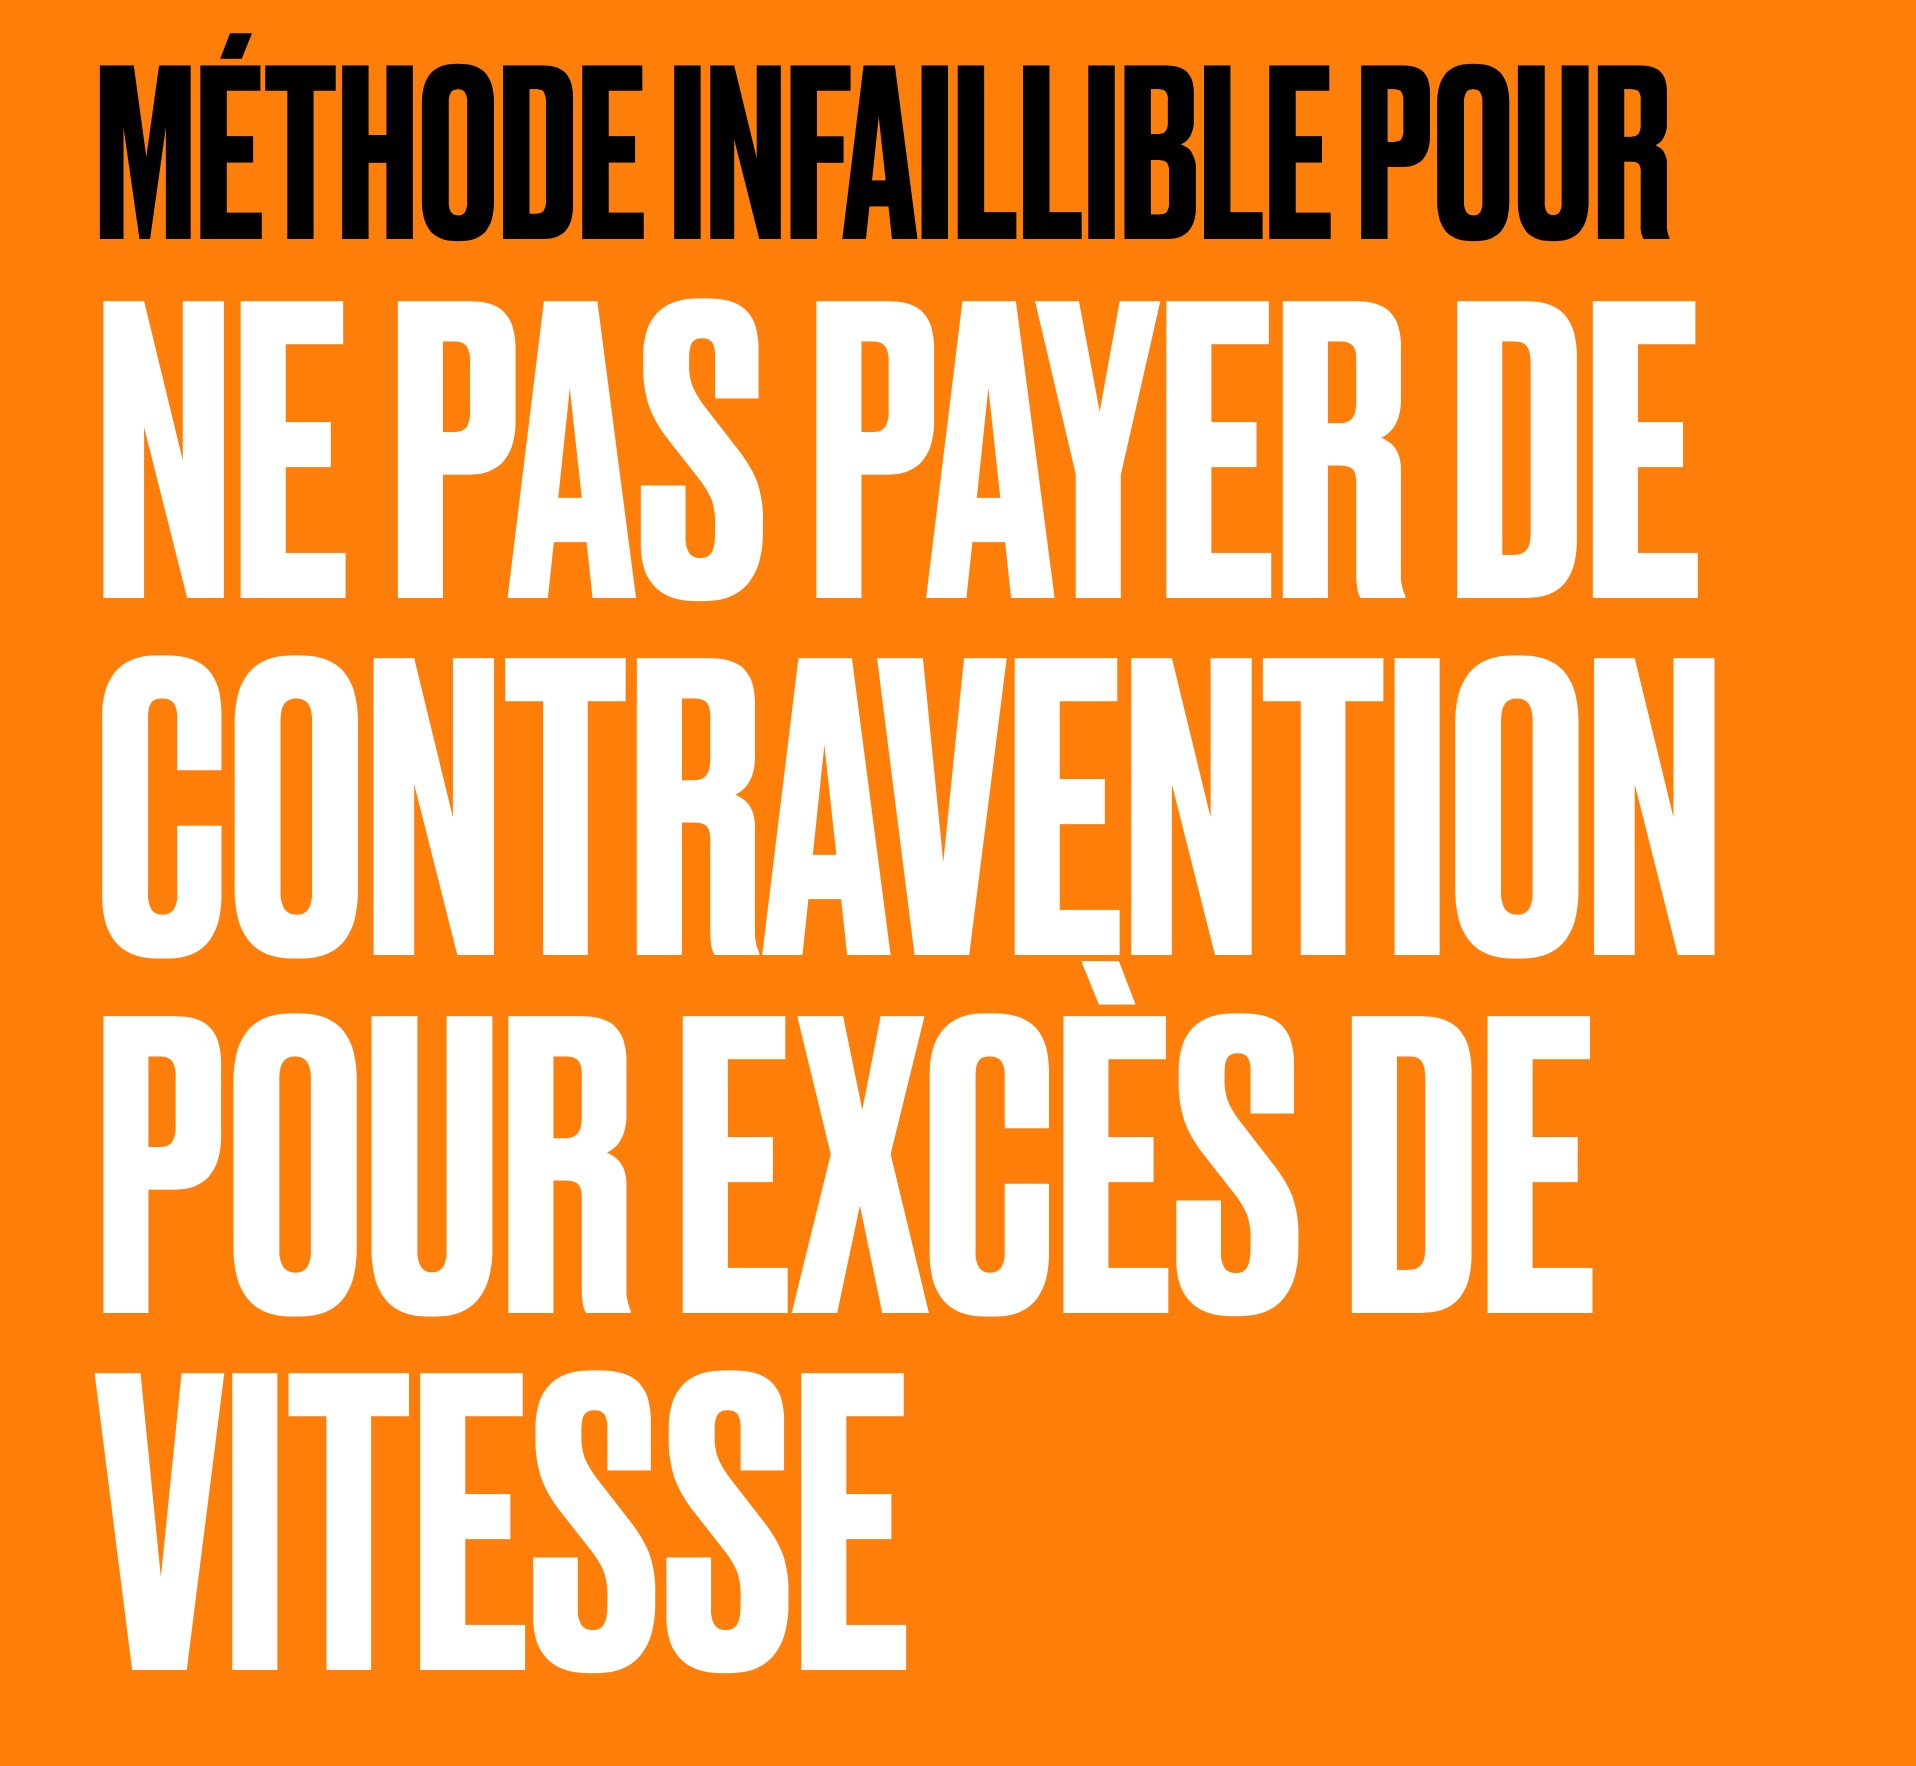 MÉTHODE INFAILLIBLE POUR
NE PAS PAYER DE
CONTRAVENTION
POUR EXCÈS DE
VITESSE